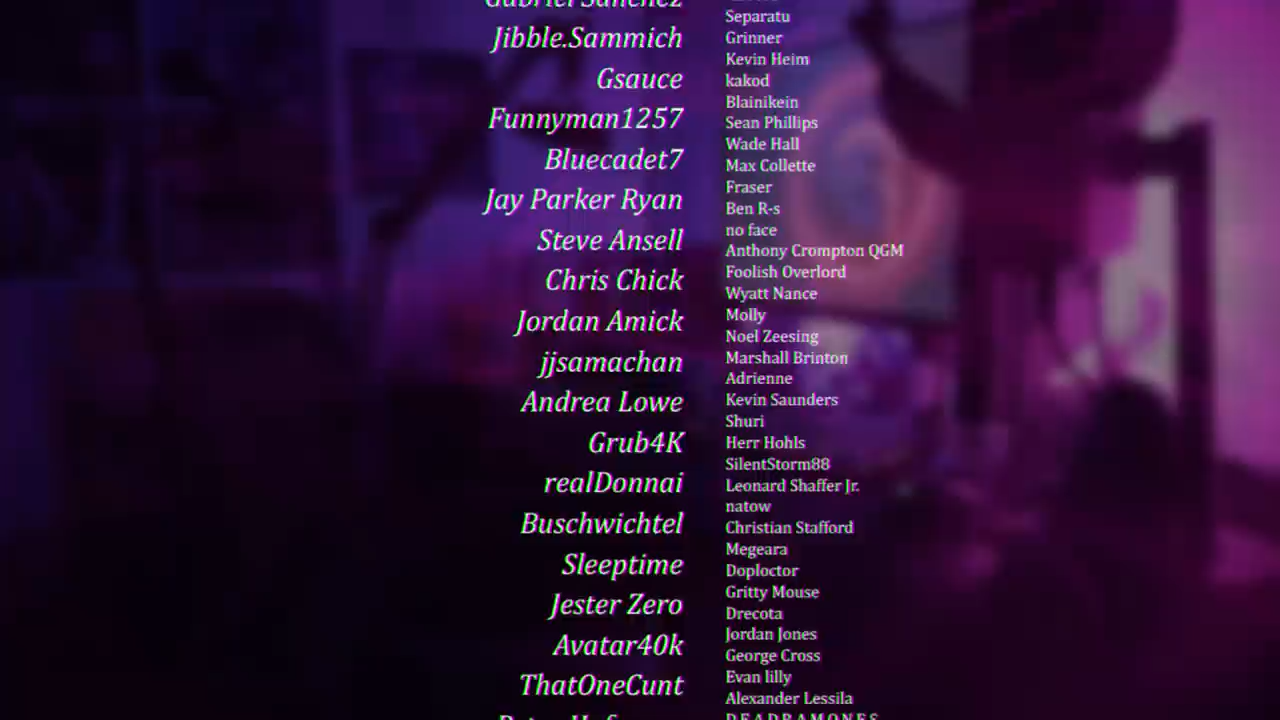 Gabriel Sanchez
Jibble.Sammich
Gsauce
Funnyman1257
Bluecadet7
Jay Parker Ryan
Steve Ansell
Chris Chick
Jordan Amick
jjsamachan
Andrea Lowe
Grub4K
realDonnai
Buschwichtel
Sleeptime
Jester Zero
Avatar40k
ThatOneCunt
Separatu
Grinner
Kevin Heim
kakod
Blainikein
Sean Phillips
Wade Hall
Max Collette
Fraser
Ben R-s
no face
Anthony Crompton QGM
Foolish Overlord
Wyatt Nance
Molly
Noel Zeesing
Marshall Brinton
Adrienne
Kevin Saunders
Shuri
Herr Hohls
SilentStorm88
Leonard Shaffer Jr.
natow
Christian Stafford
Megeara
Doploctor
Gritty Mouse
Drecota
Jordan Jones
George Cross
Evan lilly
Alexander Lessila
DEADRAMONES